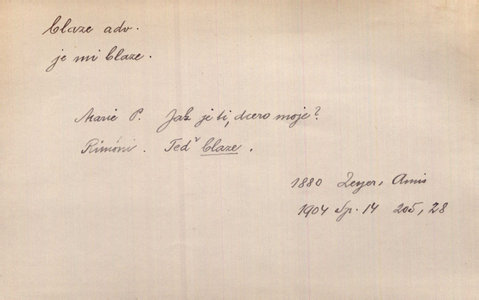 blaze adv.
je mi blaze.
Marie P. Jak je ti, dcero moje?
Rimóni. Teď blaze.
1880 Zeyer, Amis
1904 Sp. 14 205, 28